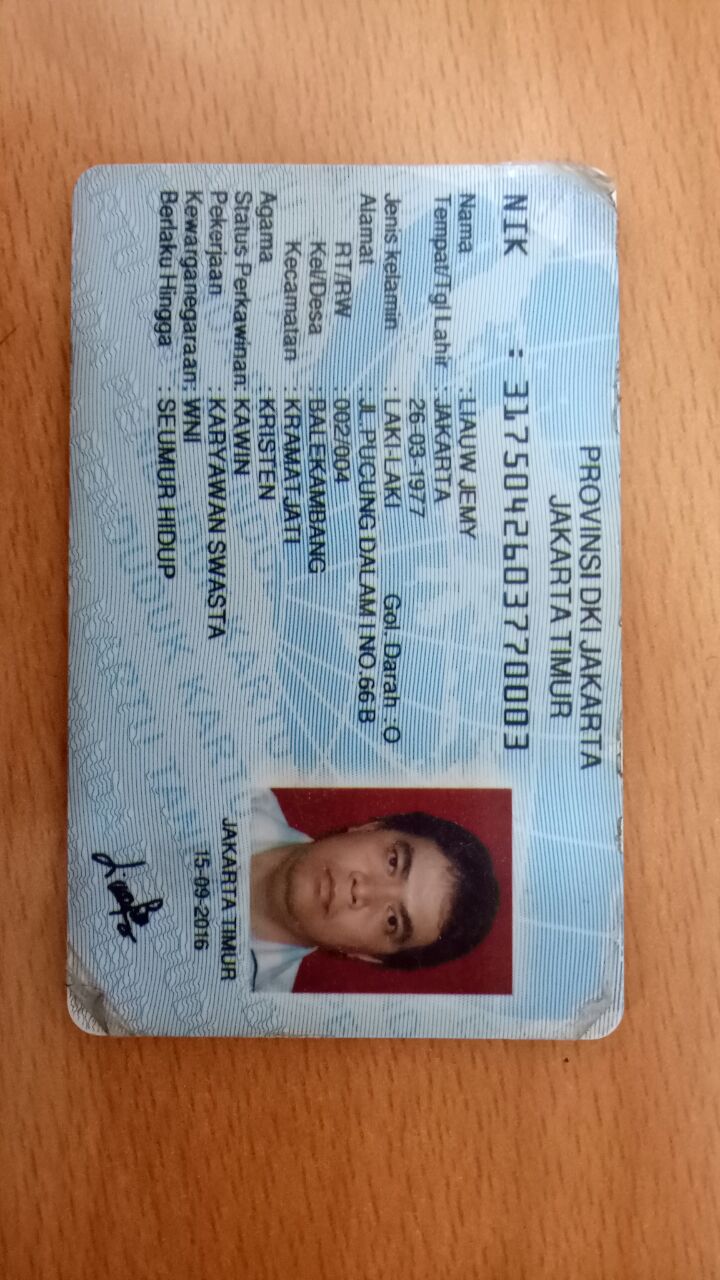 PROVINSI DKI JAKARTA
JAKARTA TIMUR
NIK : 3175042603770003
Nama : LIAUW JEMY
Tempat/Tgl Lahir : JAKARTA
26-03-1977
Jenis kelamin : LAKI-LAKI Gol. Darah : O
Alamat : JL.PUCUNG DALAM I NO.66 B
RT/RW : 002/004
Kel/Desa : BALEKAMBANG
Kecamatan : KRAMATJATI
Agama : KRISTEN
Status Perkawinan: KAWIN
Pekerjaan : KARYAWAN SWASTA
Kewarganegaraan: WNI
Berlaku Hingga : SEUMUR HIDUP
JAKARTA TIMUR
15-09-2016